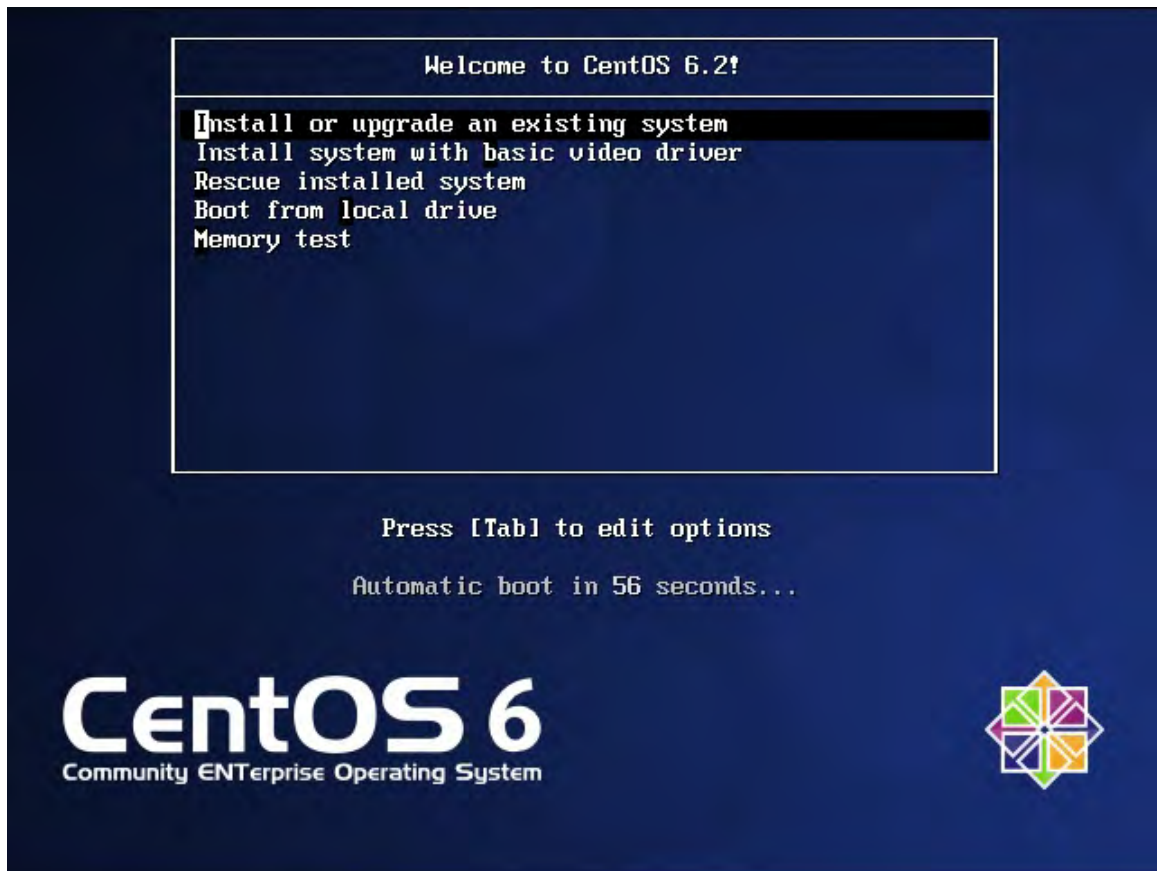 Welcome to CentOS 6.2!
Install or upgrade an existing system
Install system with basic video driver
Rescue installed system
Boot from local drive
Memory test
Press [Tab] to edit options
Automatic boot in 56 seconds...
CentOS 6
Community ENTerprise Operating System